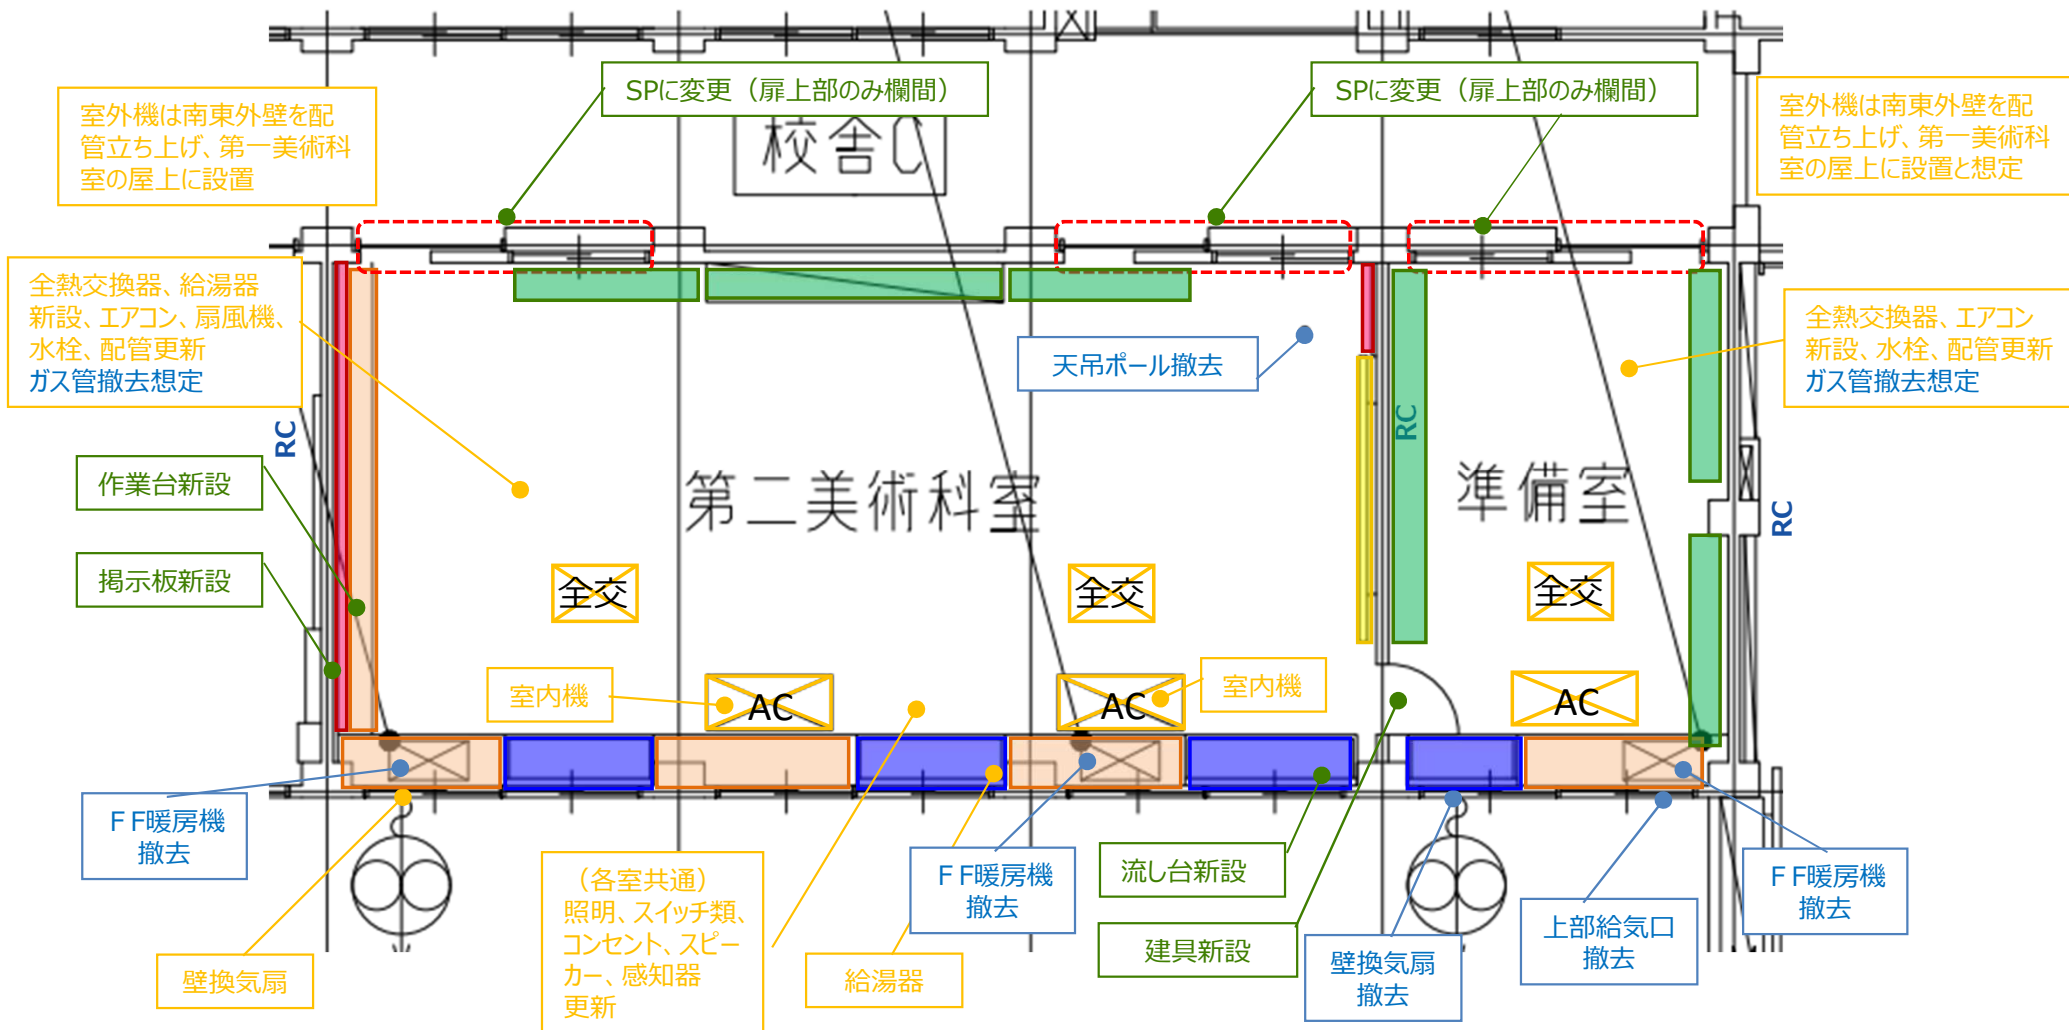 SPに変更（扉上部のみ欄間）
SPに変更（扉上部のみ欄間）
室外機は南東外壁を配
管立ち上げ、第一美術科
室の屋上に設置
校舎C
室外機は南東外壁を配
管立ち上げ、第一美術科
室の屋上に設置と想定
全熱交換器、給湯器
新設、エアコン、扇風機、
水栓、配管更新
ガス管撤去想定
天吊ポール撤去
全熱交換器、エアコン
新設、水栓、配管更新
ガス管撤去想定
RC
RC
RC
作業台新設
掲示板新設
第二美術科室
準備室
全交
全交
全交
室内機
AC
AC
室内機
AC
FF暖房機
撤去
壁換気扇
（各室共通）
照明、スイッチ類、
コンセント、スピー
カー、感知器
更新
給湯器
FF暖房機
撤去
流し台新設
建具新設
壁換気扇
撤去
上部給気口
撤去
FF暖房機
撤去